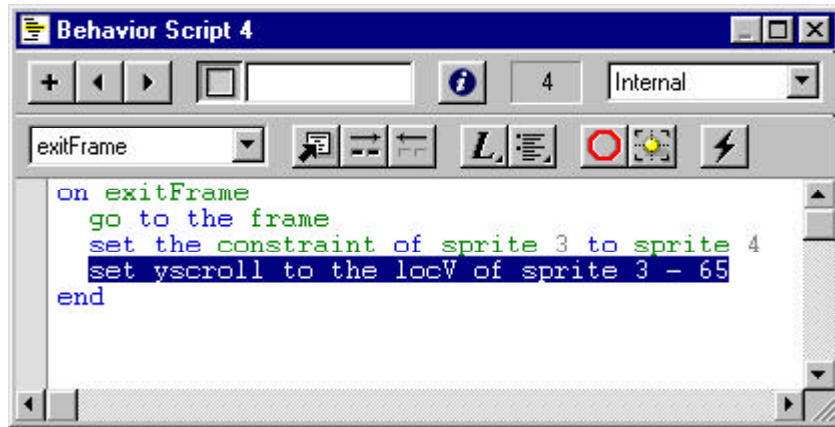 Behavior Script 4
4
Internal
exitFrame
L
on exitFrame
go to the frame
set the constraint of sprite 3 to sprite 4
set yscroll to the locV of sprite 3 - 65
end